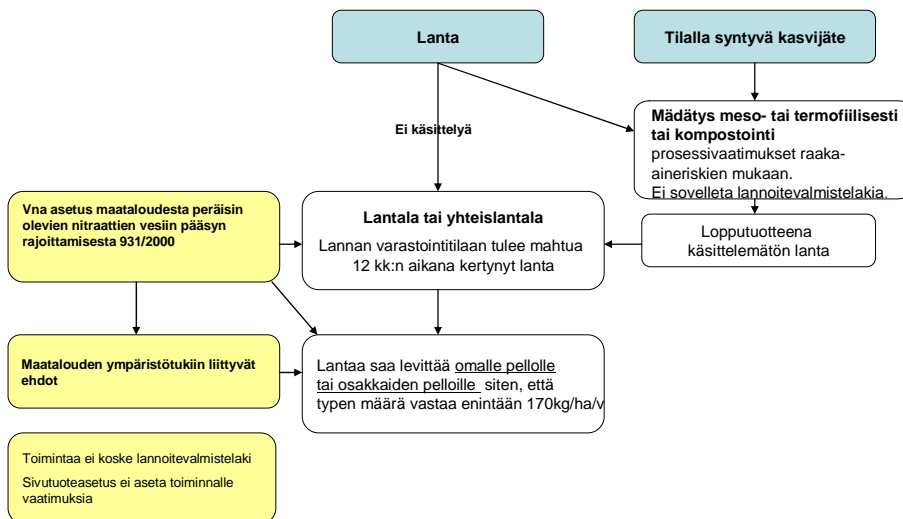 Lanta
Tilalla syntyvä kasvijäte
Ei käsittelyä
Mädätys meso- tai termofiilisesti
tai kompostointi
prosessivaatimukset raaka-
aineriskien mukaan.
Ei sovelleta lannoitevalmistelakia.
Vna asetus maataloudesta peräisin
olevien nitraattien vesiin pääsyn
rajoittamisesta 931/2000
Lantala tai yhteislantala
Lannan varastointitilaan tulee mahtua
12 kk:n aikana kertynyt lanta
Lopputuotteena
käsittelemätön lanta
Maatalouden ympäristötukiin liittyvät
ehdot
Lantaa saa levittää omalle pellolle
tai osakkaiden pelloille siten, että
typen määrä vastaa enintään 170kg/ha/v
Toimintaa ei koske lannoitevalmistelaki
Sivutuoteasetus ei aseta toiminnalle
vaatimuksia